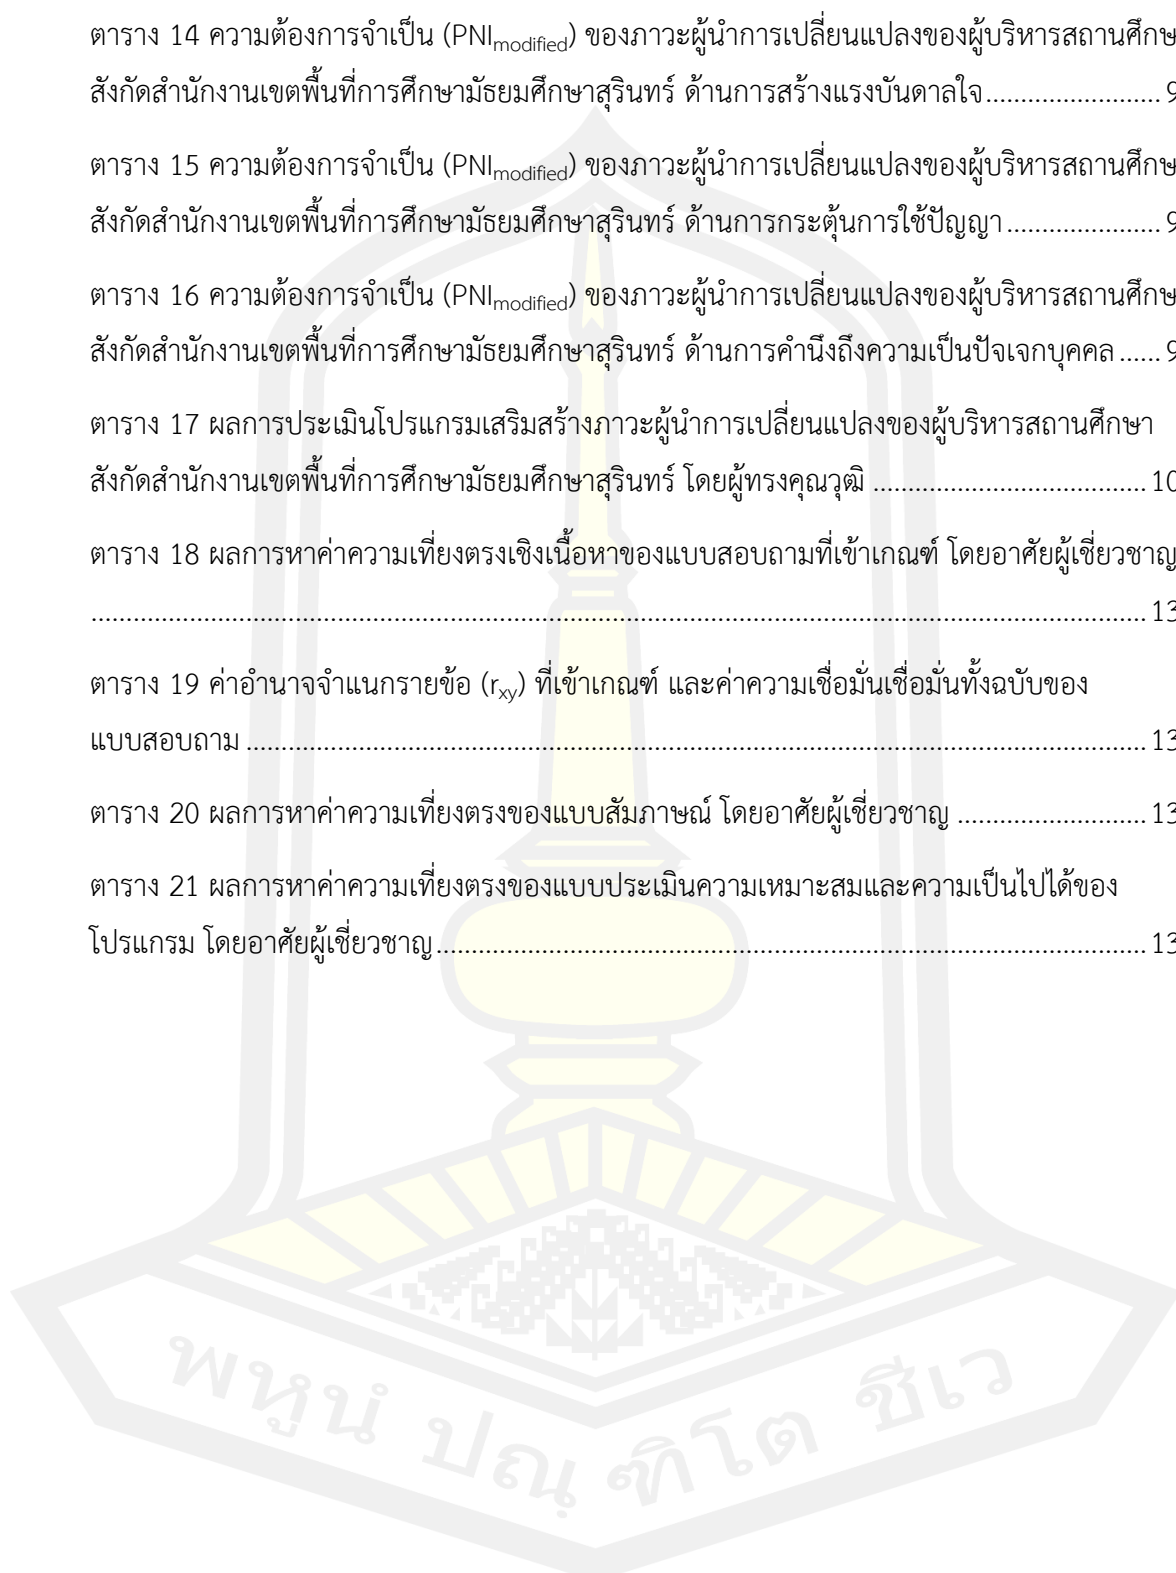 ตาราง 14 ความต้องการจำเป็น (PNImodified) ของภาวะผู้นำการเปลี่ยนแปลงของผู้บริหารสถานศึกษ
สังกัดสำนักงานเขตพื้นที่การศึกษามัธยมศึกษาสุรินทร์ ด้านการสร้างแรงบันดาลใจ......................... 9
ตาราง 15 ความต้องการจำเป็น (PNImodified) ของภาวะผู้นำการเปลี่ยนแปลงของผู้บริหารสถานศึกษ
สังกัดสำนักงานเขตพื้นที่การศึกษามัธยมศึกษาสุรินทร์ ด้านการกระตุ้นการใช้ปัญญา...................... 9
ตาราง 16 ความต้องการจำเป็น (PNImodified) ของภาวะผู้นำการเปลี่ยนแปลงของผู้บริหารสถานศึกษ
สังกัดสำนักงานเขตพื้นที่การศึกษามัธยมศึกษาสุรินทร์ ด้านการคำนึงถึงความเป็นปัจเจกบุคคล...... 9
ตาราง 17 ผลการประเมินโปรแกรมเสริมสร้างภาวะผู้นำการเปลี่ยนแปลงของผู้บริหารสถานศึกษา
สังกัดสำนักงานเขตพื้นที่การศึกษามัธยมศึกษาสุรินทร์ โดยผู้ทรงคุณวุฒิ ....................................... 10
ตาราง 18 ผลการหาค่าความเที่ยงตรงเชิงเนื้อหาของแบบสอบถามที่เข้าเกณฑ์ โดยอาศัยผู้เชี่ยวชาญ
....................................................................................................................................................... 13
ตาราง 19 ค่าอำนาจจำแนกรายข้อ (rxy) ที่เข้าเกณฑ์ และค่าความเชื่อมั่นเชื่อมั่นทั้งฉบับของ
แบบสอบถาม ................................................................................................................................. 13
ตาราง 20 ผลการหาค่าความเที่ยงตรงของแบบสัมภาษณ์ โดยอาศัยผู้เชี่ยวชาญ ........................... 13
ตาราง 21 ผลการหาค่าความเที่ยงตรงของแบบประเมินความเหมาะสมและความเป็นไปได้ของ
โปรแกรม โดยอาศัยผู้เชี่ยวชาญ..................................................................................................... 13
พหูนํ ปณฺฑิโต ชีเว